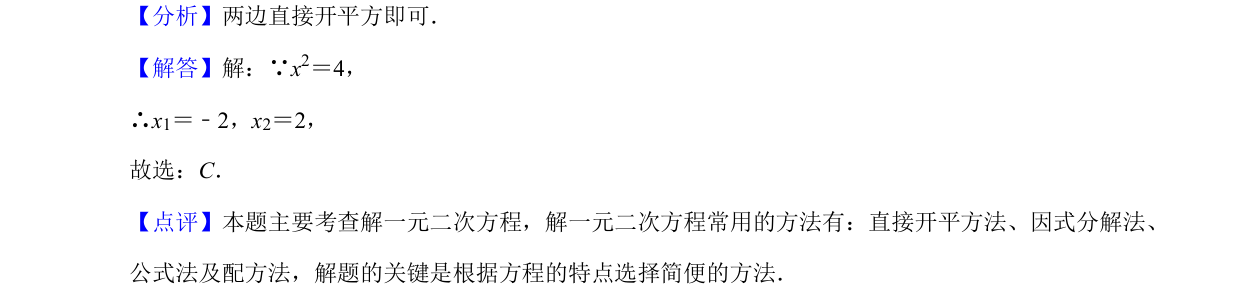 【分析】两边直接开平方即可．
【解答】解：∵x²＝4，
∴x₁＝﹣2，x₂＝2，
故选：C．
【点评】本题主要考查解一元二次方程，解一元二次方程常用的方法有：直接开平方法、因式分解法、
公式法及配方法，解题的关键是根据方程的特点选择简便的方法．